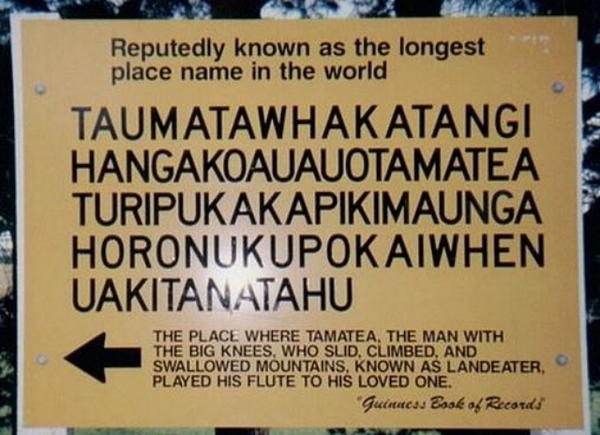 Reputedly known as the longest
place name in the world
TAUMATAWHAKATANGI
HANGAKOAUAUOTAMATEA
TURIPUKAKAPIKIMAUNGA
HORONUKUPOKAIWHEN
UAKITANATAHU
THE PLACE WHERE TAMATEA, THE MAN WITH
THE BIG KNEES, WHO SLID, CLIMBED, AND
SWALLOWED MOUNTAINS, KNOWN AS LANDEATER,
PLAYED HIS FLUTE TO HIS LOVED ONE.
"Guinness Book of Records"